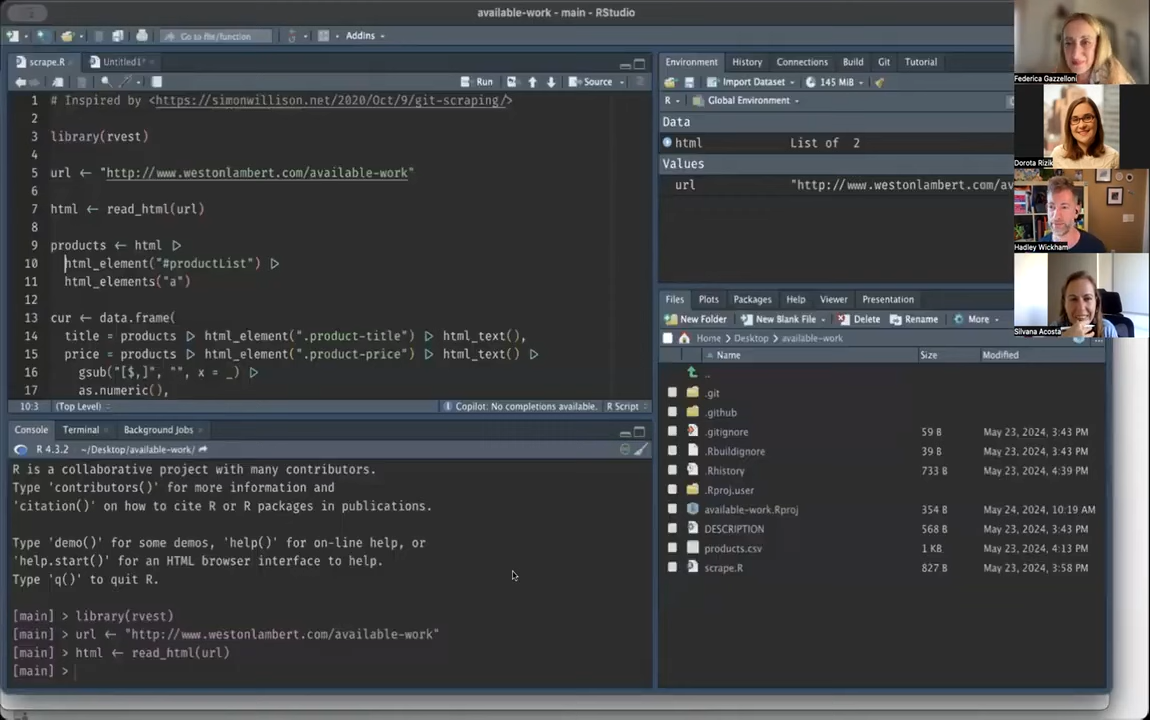 available-work - main - RStudio
Go to file/function
Addins
scrape.R
Untitled1*
Run
Source
1 # Inspired by <https://simonwillison.net/2020/Oct/9/git-scraping/>
2
3 library(rvest)
4
5 url ← "http://www.westonlambert.com/available-work"
6
7 html ← read_html(url)
8
9 products ← html ▷
10 html_element("#productList") ▷
11 html_elements("a")
12
13 cur ← data.frame(
14 title = products ▷ html_element(".product-title") ▷ html_text(),
15 price = products ▷ html_element(".product-price") ▷ html_text() ▷
16 gsub("[$,]", "", x = _) ▷
17 as.numeric(),
10:3 (Top Level) Copilot: No completions available. R Script
Console Terminal Background Jobs
R 4.3.2 · ~/Desktop/available-work/
R is a collaborative project with many contributors.
Type 'contributors()' for more information and
'citation()' on how to cite R or R packages in publications.
Type 'demo()' for some demos, 'help()' for on-line help, or
'help.start()' for an HTML browser interface to help.
Type 'q()' to quit R.
[main] > library(rvest)
[main] > url ← "http://www.westonlambert.com/available-work"
[main] > html ← read_html(url)
[main] >
Environment History Connections Build Git Tutorial
Import Dataset 145 MiB
R Global Environment
Data
html List of 2
Values
url "http://www.westonlambert.com/av
Files Plots Packages Help Viewer Presentation
New Folder New Blank File Delete Rename More
Home Desktop available-work
Name Size Modified
..
.git
.github
.gitignore 59 B May 23, 2024, 3:43 PM
.Rbuildignore 39 B May 23, 2024, 3:43 PM
.Rhistory 733 B May 23, 2024, 4:39 PM
.Rproj.user
available-work.Rproj 354 B May 24, 2024, 10:19 AM
DESCRIPTION 568 B May 23, 2024, 3:43 PM
products.csv 1 KB May 23, 2024, 4:13 PM
scrape.R 827 B May 23, 2024, 3:58 PM
Federica Gazzelloni
Dorota Rizik
Hadley Wickham
Silvana Acosta